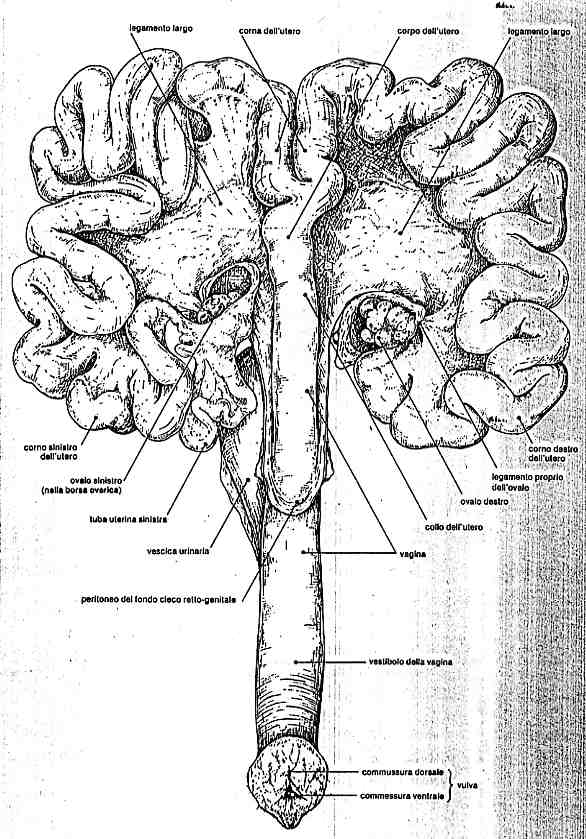 legamento largo
corna dell'utero
corpo dell'utero
legamento largo
corno sinistro
dell'utero
ovaio sinistro
(nella borsa ovarica)
tuba uterina sinistra
vescica urinaria
peritoneo del fondo cieco retto-genitale
corno destro
dell'utero
legamento proprio
dell'ovaio
ovaio destro
collo dell'utero
vagina
vestibolo della vagina
commussura dorsale
commessura ventrale
vulva